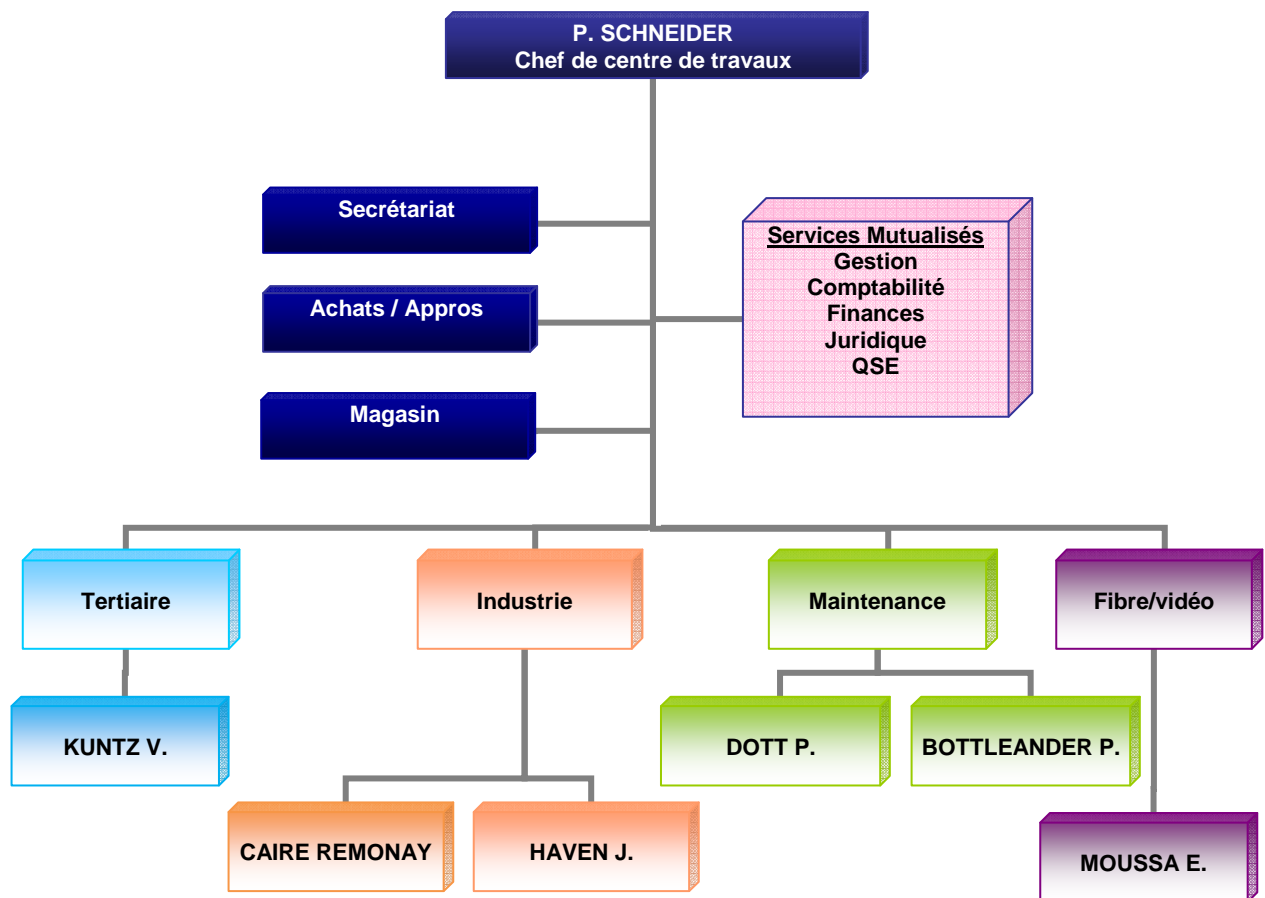 P. SCHNEIDER
Chef de centre de travaux
Secrétariat
Services Mutualisés
Gestion
Comptabilité
Finances
Juridique
QSE
Achats / Appros
Magasin
Tertiaire
Industrie
Maintenance
Fibre/vidéo
KUNTZ V.
DOTT P.
BOTTLEANDER P.
CAIRE REMONAY
HAVEN J.
MOUSSA E.